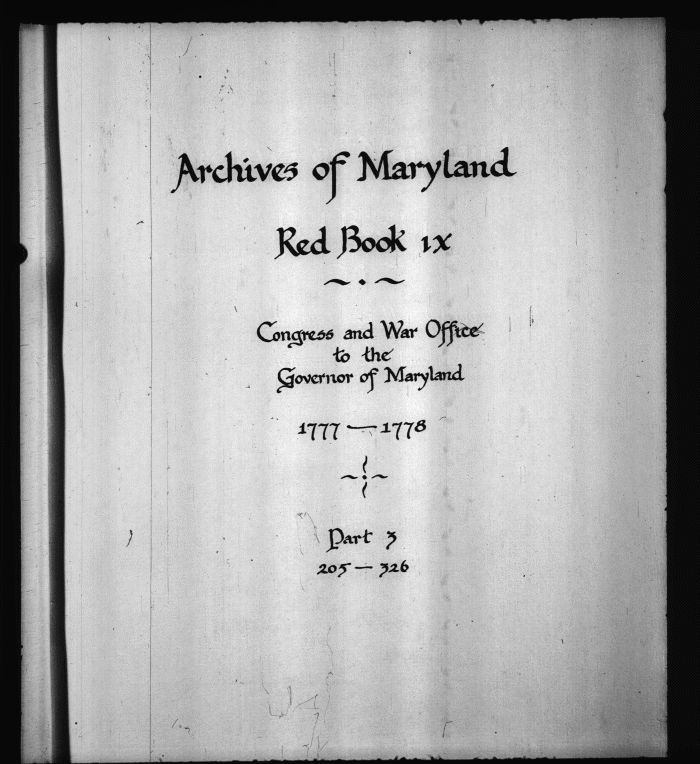 Archives of Maryland
Red Book IX
Congress and War Office
to the
Governor of Maryland
1777 — 1778
Part 3
205 — 326